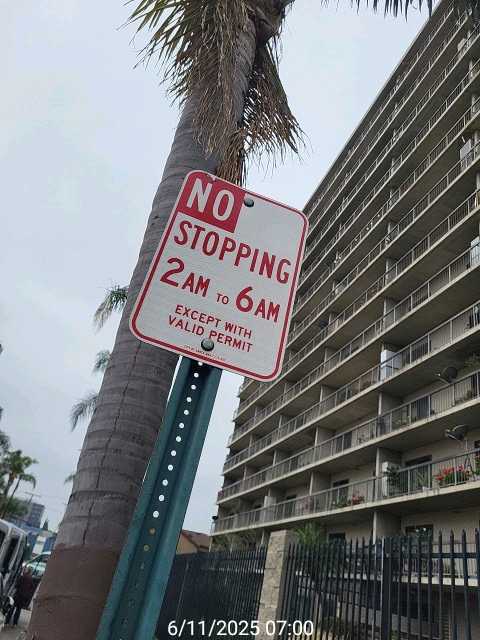 NO
STOPPING
2AM TO 6AM
EXCEPT WITH
VALID PERMIT
6/11/2025 07:00